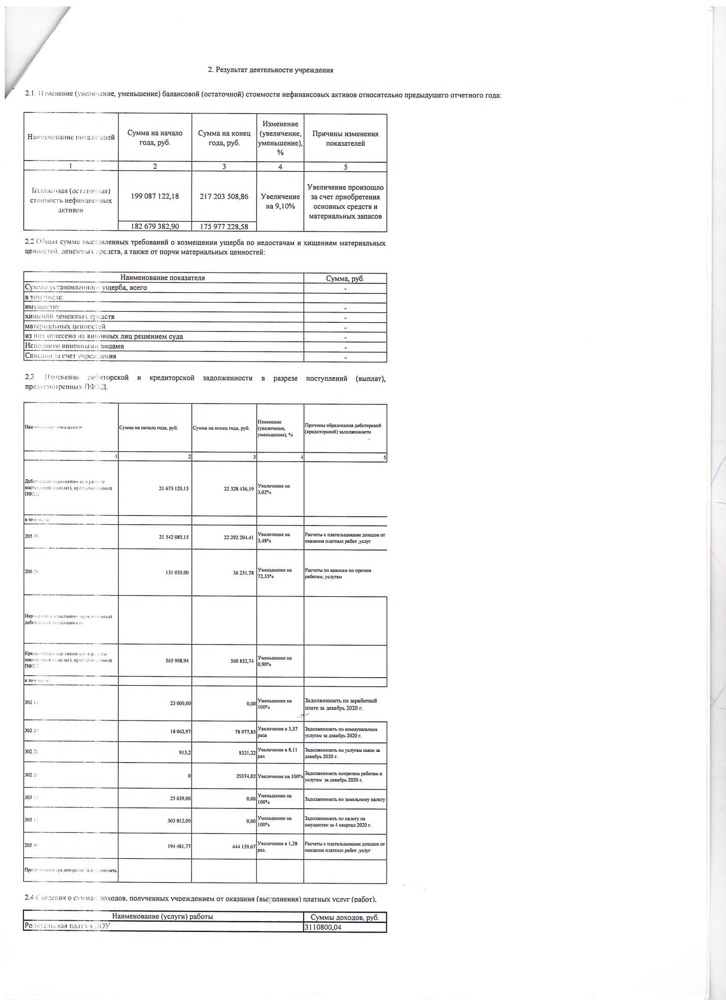 2. Результат деятельности учреждения
2.1. Изменение (увеличение, уменьшение) балансовой (остаточной) стоимости нефинансовых активов относительно предыдущего отчетного года:
Наименование показателей
Сумма на начало
года, руб.
Сумма на конец
года, руб.
Изменение
(увеличение,
уменьшение),
%
Причины изменения
показателей
1 2 3 4 5
Балансовая (остаточная)
стоимость нефинансовых
активов
199 087 122,18
217 203 508,86
Увеличение
на 9,10%
Увеличение произошло
за счет приобретения
основных средств и
материальных запасов
182 679 382,90 175 977 228,58
2.2.Общая сумма выставленных требований о возмещении ущерба по недостачам и хищениям материальных
ценностей, денежных средств, а также от порчи материальных ценностей:
Наименование показателя Сумма, руб.
Суммы установленного ущерба, всего -
в том числе:
имуществу -
хищений денежных средств -
материальных ценностей -
из них отнесено на виновных лиц решением суда -
Исполнено виновными лицами -
Списано за счет учреждения -
2.3 Изменения дебиторской и кредиторской задолженности в разрезе поступлений (выплат),
предусмотренных ПФХД:
Наименование показателей
Сумма на начало года, руб.
Сумма на конец года, руб.
Изменение
(увеличение,
уменьшение), %
Причины образования дебиторской
(кредиторской) задолженности
1 2 3 4 5
Дебиторская задолженность в разрезе
поступлений (выплат), предусмотренных
ПФХД
21 673 120,15
22 328 436,19
Увеличение на
3,02%
в том числе
205.31
21 542 085,15
22 292 204,41
Увеличение на
3,48%
Расчеты с плательщиками доходов от
оказания платных работ ,услуг
206.26
131 035,00
36 231,78
Уменьшение на
72,35%
Расчеты по авансам по прочим
работам, услугам
Нереальная к взысканию (просроченная)
дебиторская задолженность
Кредиторская задолженность в разрезе
поступлений (выплат), предусмотренных
ПФХД
565 908,94
560 832,74
Уменьшение на
0,90%
в том числе:
302.11
23 000,00
0,00
Уменьшение на
100%
Задолженность по заработной
плате за декабрь 2020 г.
302.23
18 062,97
78 977,83
Увеличение в 3,37
раза
Задолженность по коммунальным
услугам за декабрь 2020 г.
302.21
913,2
8321,22
Увеличение в 8,11
раз
Задолженность по услугам связи за
декабрь 2020 г.
302.26
0
29374,02
Увеличение на 100%
Задолженность попрочим работам и
услугам за декабрь 2020 г.
303.13
25 639,00
0,00
Уменьшение на
100%
Задолженность по земельному налогу
303.12
303 812,00
0,00
Уменьшение на
100%
Задолженность по налогу на
имущество за 4 квартал 2020 г.
205.31
194 481,77
444 159,67
Увеличение в 1,28
раз.
Расчеты с плательщиками доходов от
оказания платных работ ,услуг
Просроченная кредиторская задолженность
2.4.Сведения о суммах доходов, полученных учреждением от оказания (выполнения) платных услуг (работ),
Наименование (услуги) работы Суммы доходов, руб.
Родительская плата в ДОУ 3110800,04